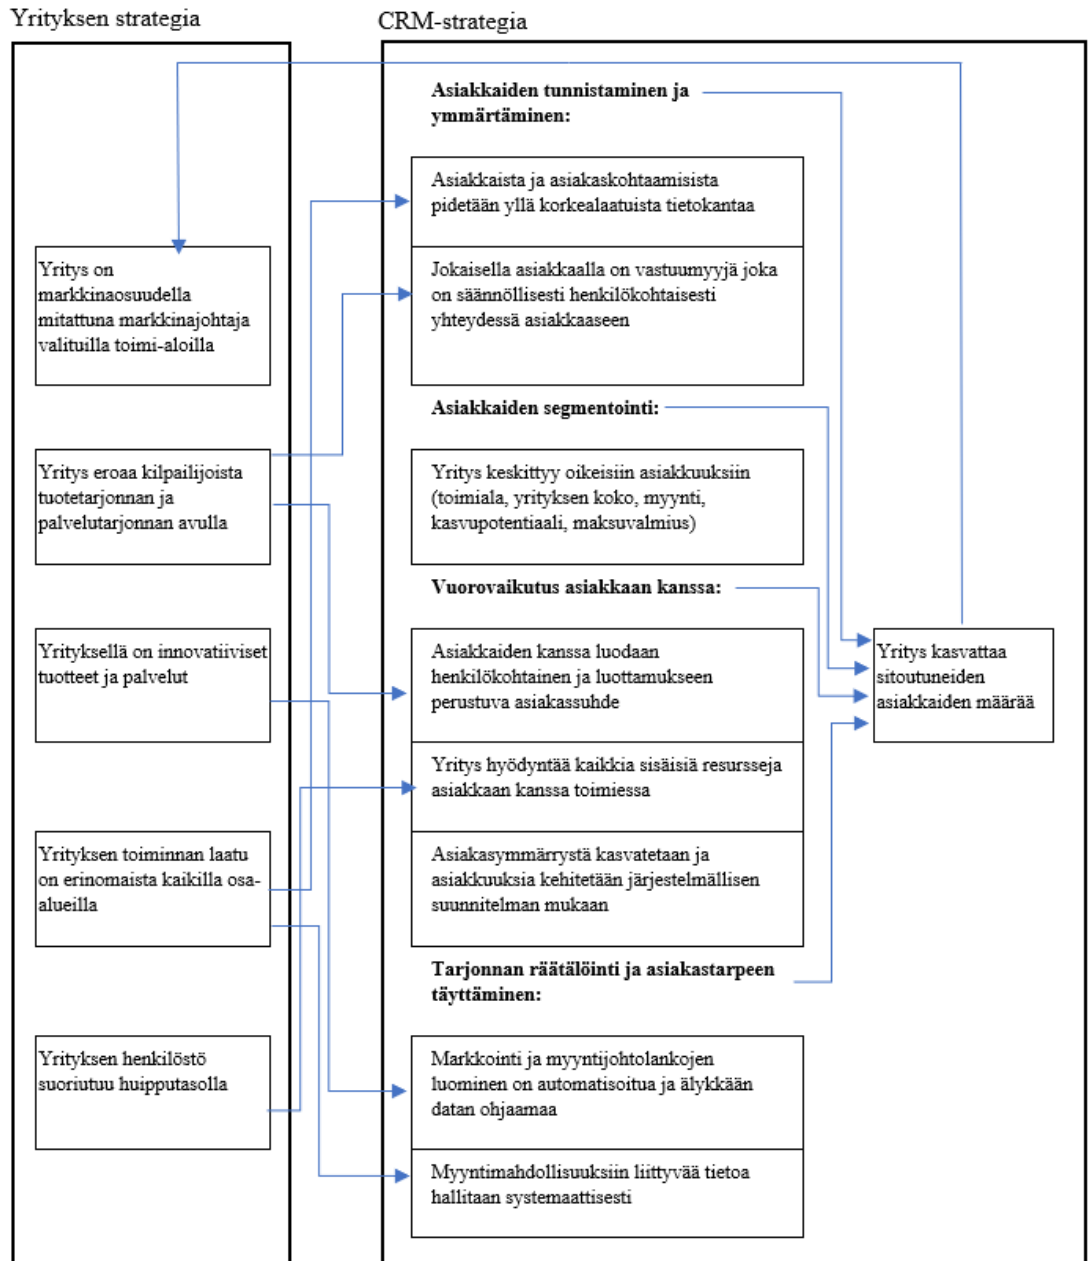 Yrityksen strategia
CRM-strategia
Yritys on
markkinaosuudella
mitattuna markkinajohtaja
valituilla toimi-aloilla
Yritys eroaa kilpailijoista
tuotetarjonnan ja
palvelutarjonnan avulla
Yrityksellä on innovatiiviset
tuotteet ja palvelut
Yrityksen toiminnan laatu
on erinomaista kaikilla osa-
alueilla
Yrityksen henkilöstö
suoriutuu huipputasolla
Asiakkaiden tunnistaminen ja
ymmärtäminen:
Asiakkaista ja asiakaskohtaamisista
pidetään yllä korkealaatuista tietokantaa
Jokaisella asiakkaalla on vastuumyyjä joka
on säännöllisesti henkilökohtaisesti
yhteydessä asiakkaaseen
Asiakkaiden segmentointi:
Yritys keskittyy oikeisiin asiakkuuksiin
(toimiala, yrityksen koko, myynti,
kasvupotentiaali, maksuvalmius)
Vuorovaikutus asiakkaan kanssa:
Asiakkaiden kanssa luodaan
henkilökohtainen ja luottamukseen
perustuva asiakassuhde
Yritys hyödyntää kaikkia sisäisiä resursseja
asiakkaan kanssa toimiessa
Asiakasymmärrystä kasvatetaan ja
asiakkuuksia kehitetään järjestelmällisen
suunnitelman mukaan
Tarjonnan räätälöinti ja asiakastarpeen
täyttäminen:
Markkointi ja myyntijohtolankojen
luominen on automatisoitua ja älykkään
datan ohjaamaa
Myyntimahdollisuuksiin liittyvää tietoa
hallitaan systemaattisesti
Yritys kasvattaa
sitoutuneiden
asiakkaiden määrää